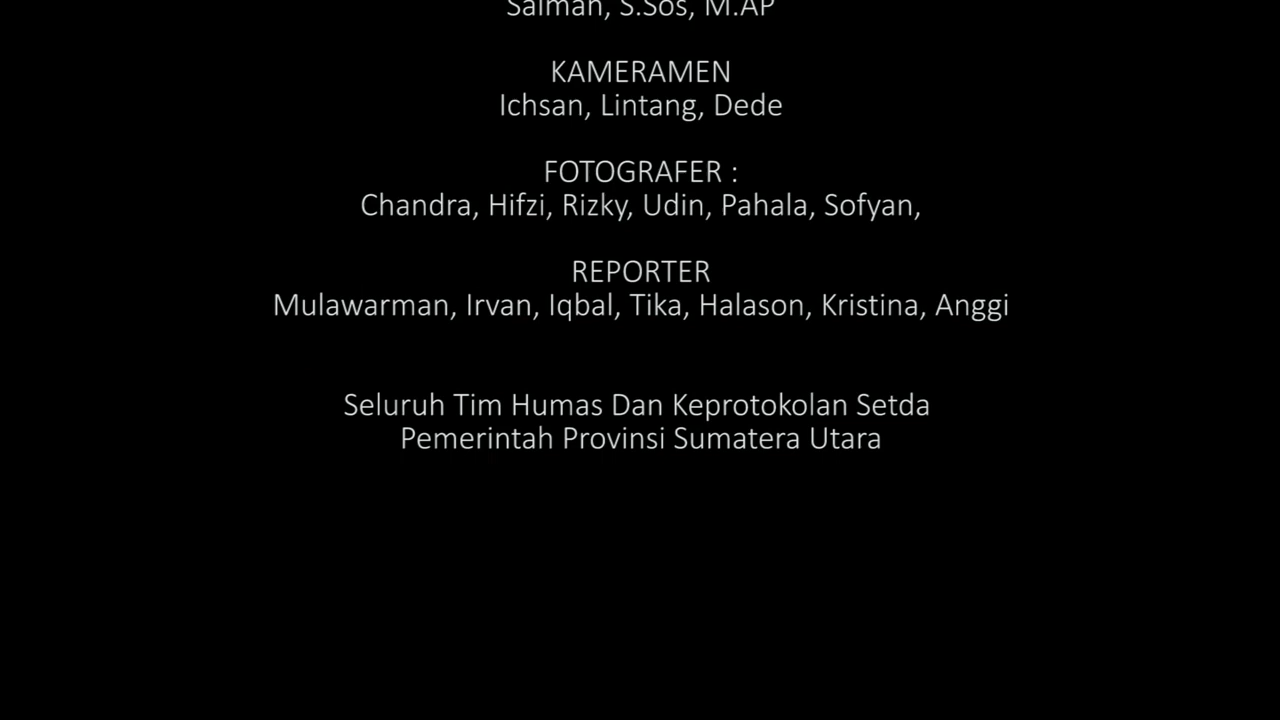 Salman, S.Sos, M.AP
KAMERAMEN
Ichsan, Lintang, Dede
FOTOGRAFER :
Chandra, Hifzi, Rizky, Udin, Pahala, Sofyan,
REPORTER
Mulawarman, Irvan, Iqbal, Tika, Halason, Kristina, Anggi
Seluruh Tim Humas Dan Keprotokolan Setda
Pemerintah Provinsi Sumatera Utara